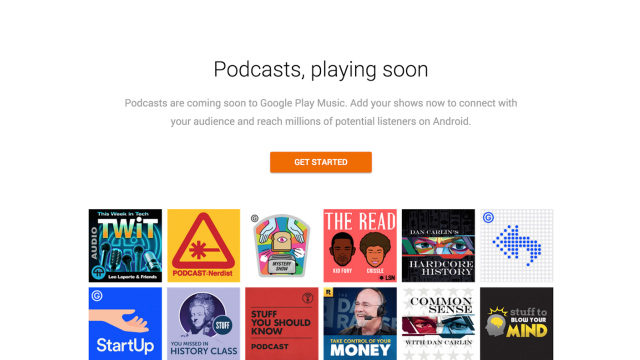 Podcasts, playing soon
Podcasts are coming soon to Google Play Music. Add your shows now to connect with
your audience and reach millions of potential listeners on Android.
GET STARTED
This Week in Tech
AUDIO
TWiT
Leo Laporte & Friends
PODCAST-Nerdist
MYSTERY
SHOW
THE READ
KID FURY
CRISSLE
LSN
DAN CARLIN'S
HARDCORE
HISTORY
StartUp
STUFF
YOU MISSED IN
HISTORY CLASS
STUFF
YOU SHOULD
KNOW
PODCAST
TAKE CONTROL OF YOUR
MONEY
COMMON
SENSE
WITH DAN CARLIN
stuff to
BLOW YOUR
MIND